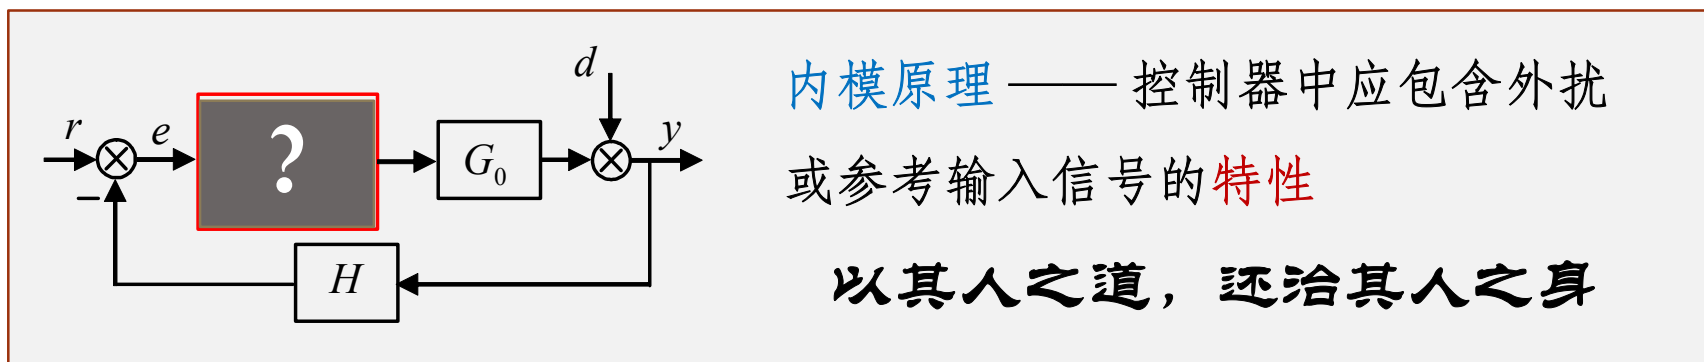 d
r
e
?
G₀
y
−
H
内模原理 —— 控制器中应包含外扰
或参考输入信号的特性
以其人之道，还治其人之身